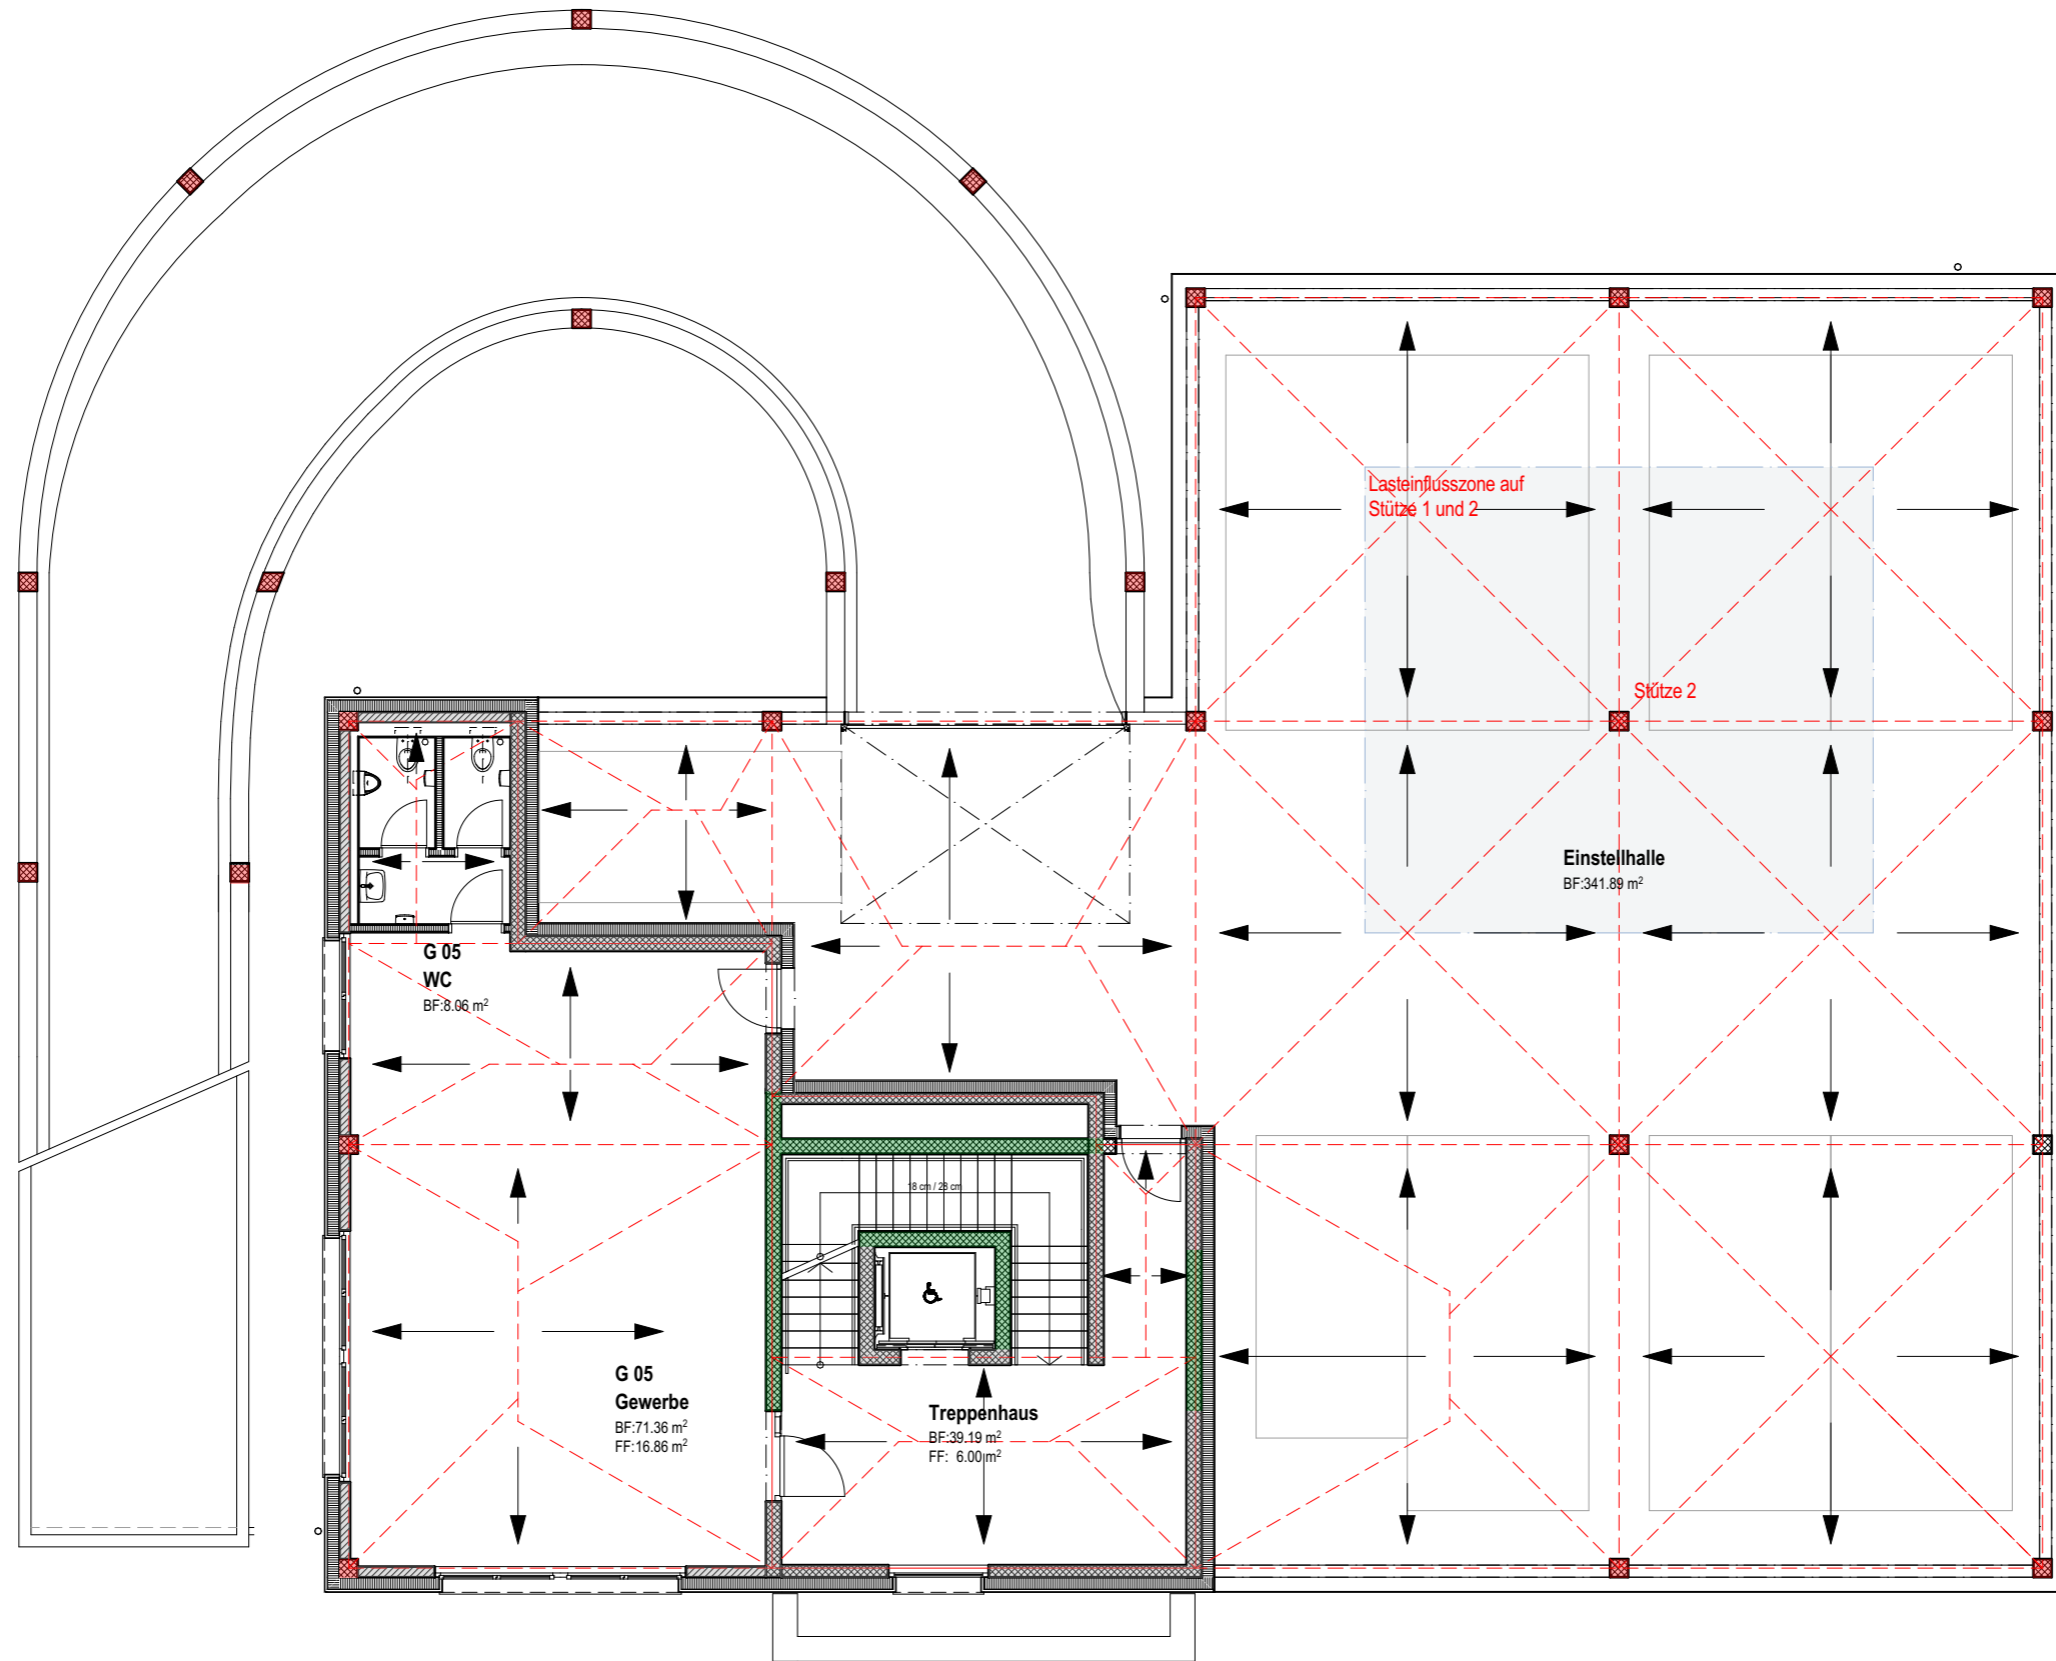 Lasteinflusszone auf
Stütze 1 und 2
Stütze 2
Einstellhalle
BF:341.89 m²
G 05
WC
BF:8.06 m²
18 cm / 28 cm
G 05
Gewerbe
BF:71.36 m²
FF:16.86 m²
Treppenhaus
BF:39.19 m²
FF: 6.00 m²